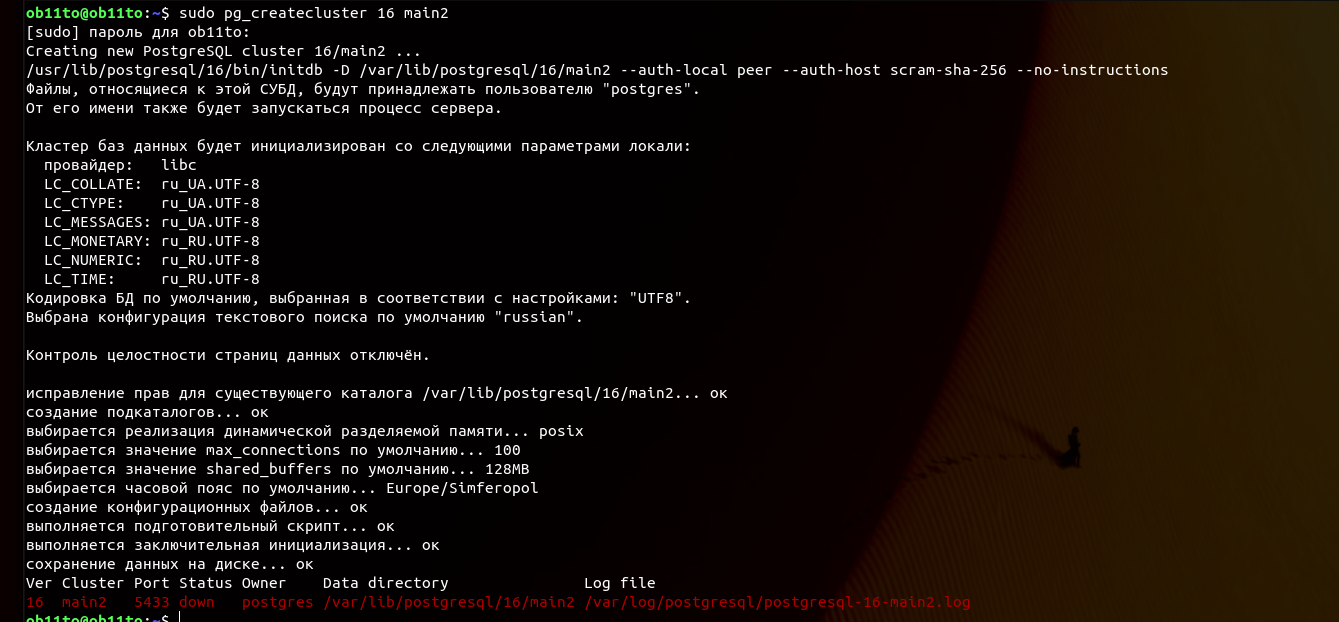 ob11to@ob11to:~$ sudo pg_createcluster 16 main2
[sudo] пароль для ob11to:
Creating new PostgreSQL cluster 16/main2 ...
/usr/lib/postgresql/16/bin/initdb -D /var/lib/postgresql/16/main2 --auth-local peer --auth-host scram-sha-256 --no-instructions
Файлы, относящиеся к этой СУБД, будут принадлежать пользователю "postgres".
От его имени также будет запускаться процесс сервера.
Кластер баз данных будет инициализирован со следующими параметрами локали:
провайдер: libc
LC_COLLATE: ru_UA.UTF-8
LC_CTYPE: ru_UA.UTF-8
LC_MESSAGES: ru_UA.UTF-8
LC_MONETARY: ru_RU.UTF-8
LC_NUMERIC: ru_RU.UTF-8
LC_TIME: ru_RU.UTF-8
Кодировка БД по умолчанию, выбранная в соответствии с настройками: "UTF8".
Выбрана конфигурация текстового поиска по умолчанию "russian".
Контроль целостности страниц данных отключён.
исправление прав для существующего каталога /var/lib/postgresql/16/main2... ок
создание подкаталогов... ок
выбирается реализация динамической разделяемой памяти... posix
выбирается значение max_connections по умолчанию... 100
выбирается значение shared_buffers по умолчанию... 128MB
выбирается часовой пояс по умолчанию... Europe/Simferopol
создание конфигурационных файлов... ок
выполняется подготовительный скрипт... ок
выполняется заключительная инициализация... ок
сохранение данных на диске... ок
Ver Cluster Port Status Owner Data directory Log file
16 main2 5433 down postgres /var/lib/postgresql/16/main2 /var/log/postgresql/postgresql-16-main2.log
ob11to@ob11to:~$